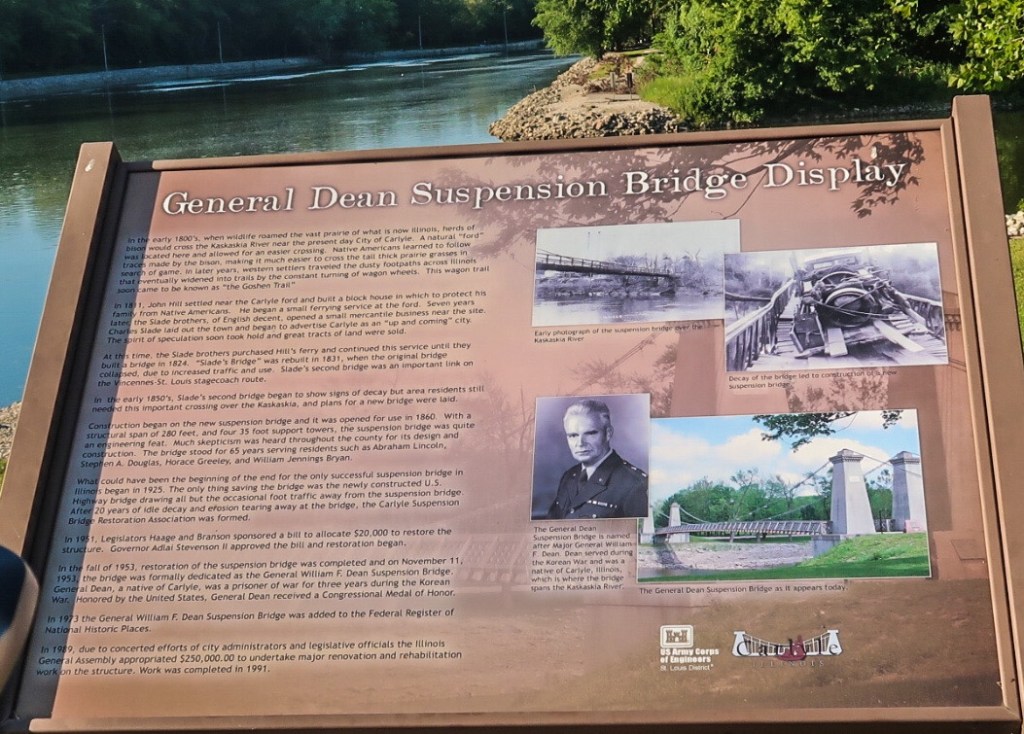 General Dean Suspension Bridge Display
In the early 1800's, when wildlife roamed the vast prairie of what is now Illinois, herds of
bison would cross the Kaskaskia River near the present day City of Carlyle. A natural "ford"
was located here and allowed for an easier crossing. Native Americans learned to follow
traces made by the bison, making it much easier to cross the tall thick prairie grasses in
search of game. In later years, western settlers traveled the dusty footpaths across Illinois
that eventually widened into trails by the constant turning of wagon wheels. This wagon trail
soon came to be known as "the Goshen Trail"
In 1811, John Hill settled near the Carlyle ford and built a block house in which to protect his
family from Native Americans. He began a small ferrying service at the ford. Seven years
later, the Slade brothers, of English decent, opened a small mercantile business near the site.
Charles Slade laid out the town and began to advertise Carlyle as an "up and coming" city.
The spirit of speculation soon took hold and great tracts of land were sold.
At this time, the Slade brothers purchased Hill's ferry and continued this service until they
built a bridge in 1824. "Slade's Bridge" was rebuilt in 1831, when the original bridge
collapsed, due to increased traffic and use. Slade's second bridge was an important link on
the Vincennes-St. Louis stagecoach route.
In the early 1850's, Slade's second bridge began to show signs of decay but area residents still
needed this important crossing over the Kaskaskia, and plans for a new bridge were laid.
Construction began on the new suspension bridge and it was opened for use in 1860. With a
structural span of 280 feet, and four 35 foot support towers, the suspension bridge was quite
an engineering feat. Much skepticism was heard throughout the county for its design and
construction. The bridge stood for 65 years serving residents such as Abraham Lincoln,
Stephen A. Douglas, Horace Greeley, and William Jennings Bryan.
What could have been the beginning of the end for the only successful suspension bridge in
Illinois began in 1925. The only thing saving the bridge was the newly constructed U.S.
Highway bridge drawing all but the occasional foot traffic away from the suspension bridge.
After 20 years of idle decay and erosion tearing away at the bridge, the Carlyle Suspension
Bridge Restoration Association was formed.
In 1951, Legislators Haage and Branson sponsored a bill to allocate $20,000 to restore the
structure. Governor Adlai Stevenson II approved the bill and restoration began.
In the fall of 1953, restoration of the suspension bridge was completed and on November 11,
1953, the bridge was formally dedicated as the General William F. Dean Suspension Bridge.
General Dean, a native of Carlyle, was a prisoner of war for three years during the Korean
War. Honored by the United States, General Dean received a Congressional Medal of Honor.
In 1973 the General William F. Dean Suspension Bridge was added to the Federal Register of
National Historic Places.
In 1989, due to concerted efforts of city administrators and legislative officials the Illinois
General Assembly appropriated $250,000.00 to undertake major renovation and rehabilitation
work on the structure. Work was completed in 1991.
Early photograph of the suspension bridge over the
Kaskaskia River
Decay of the bridge led to construction of a new
suspension bridge
The General Dean
Suspension Bridge is named
after Major General William
F. Dean. Dean served during
the Korean War and was a
native of Carlyle, Illinois,
which is where the bridge
spans the Kaskaskia River.
The General Dean Suspension Bridge as it appears today.
US Army Corps
of Engineers
St. Louis District